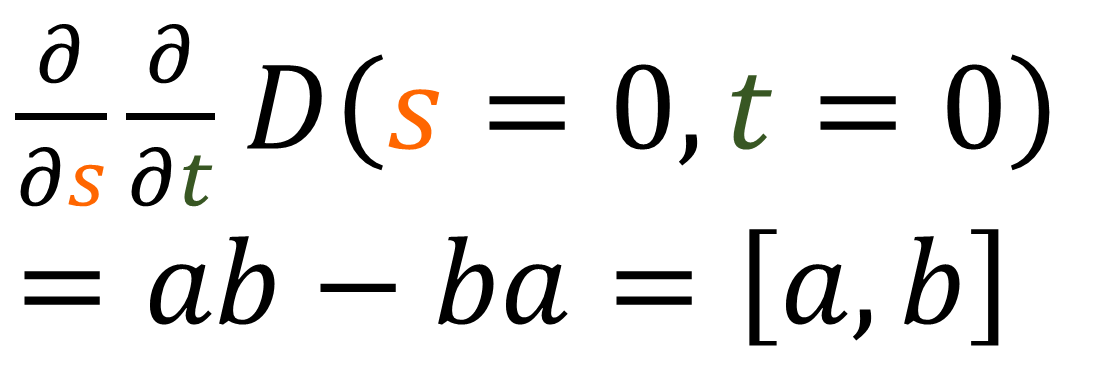 ∂/∂s ∂/∂t D(s = 0, t = 0)
= ab − ba = [a, b]